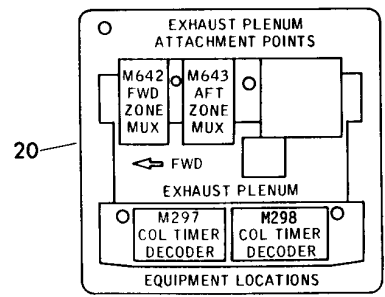 EXHAUST PLENUM
ATTACHMENT POINTS
M642
FWD
ZONE
MUX
M643
AFT
ZONE
MUX
20
FWD
EXHAUST PLENUM
M297
COL TIMER
DECODER
M298
COL TIMER
DECODER
EQUIPMENT LOCATIONS